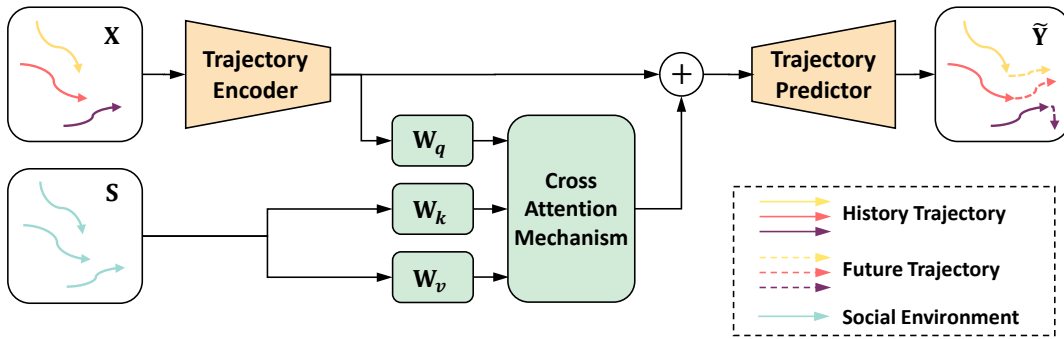 X
Trajectory
Encoder
+
Trajectory
Predictor
Ỹ
W_q
S
W_k
Cross
Attention
Mechanism
W_v
History Trajectory
Future Trajectory
Social Environment